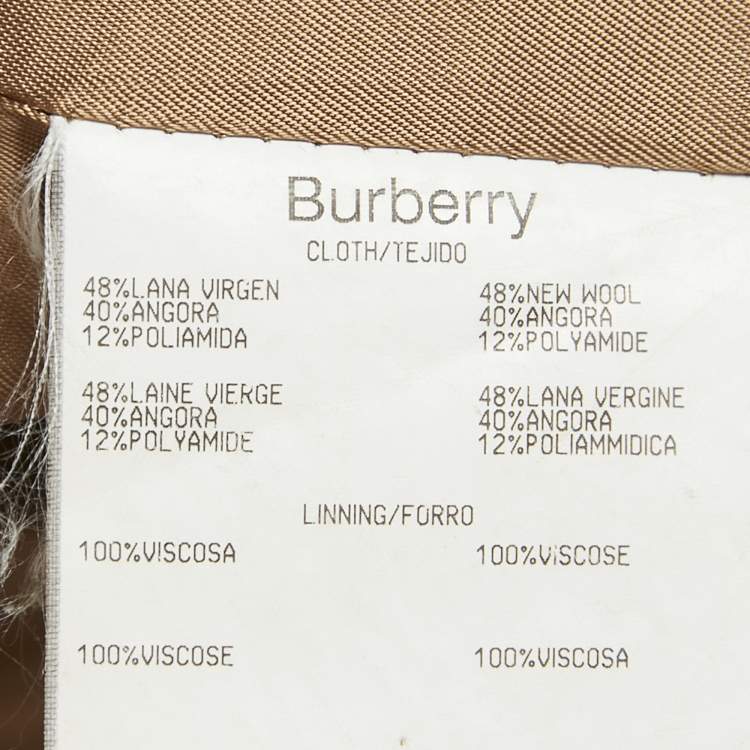 Burberry
CLOTH/TEJIDO
48%LANA VIRGEN
40%ANGORA
12%POLIAMIDA
48%NEW WOOL
40%ANGORA
12%POLYAMIDE
48%LAINE VIERGE
40%ANGORA
12%POLYAMIDE
48%LANA VERGINE
40%ANGORA
12%POLIAMMIDICA
LINNING/FORRO
100%VISCOSA
100%VISCOSE
100%VISCOSE
100%VISCOSA